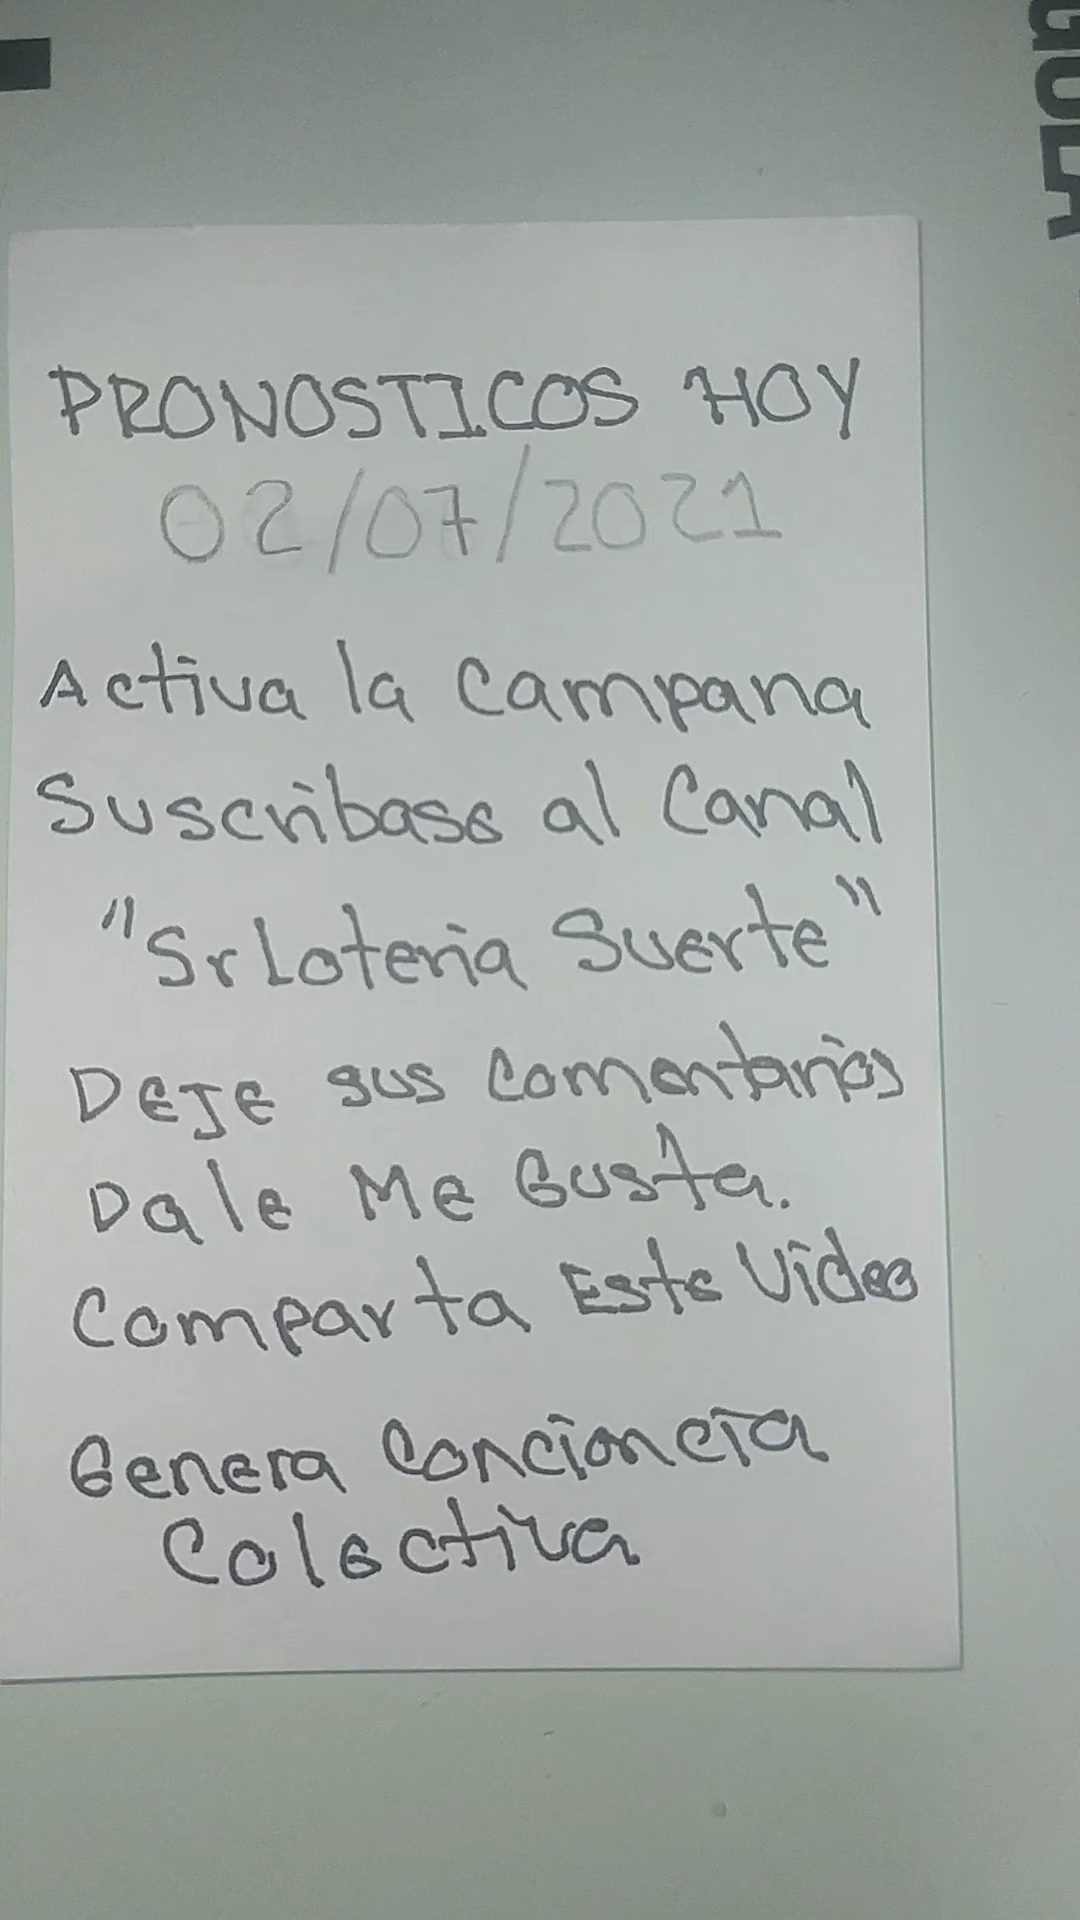 PRONOSTICOS HOY
02/07/2021
Activa la Campana
Suscribase al Canal
"Sr Loteria Suerte"
DEJE sus Comentarios
Dale Me Gusta.
Comparta Este Video
Genera Conciencia
Colectiva